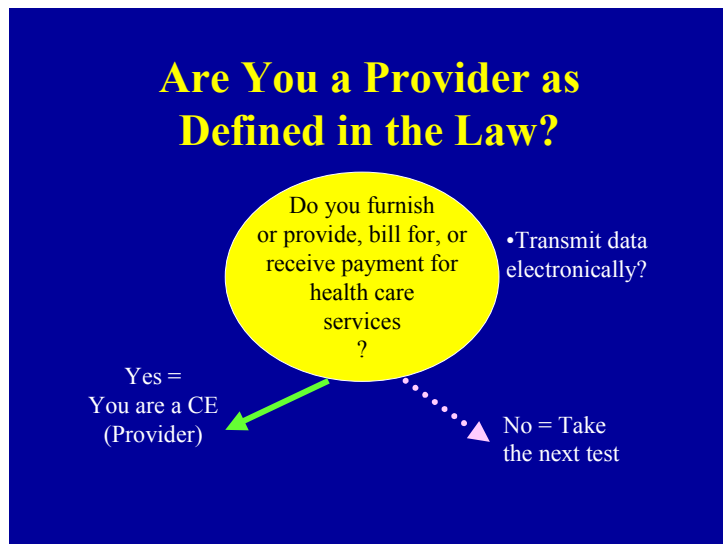 Are You a Provider as
Defined in the Law?
Do you furnish
or provide, bill for, or
receive payment for
health care
services
?
•Transmit data
electronically?
Yes =
You are a CE
(Provider)
No = Take
the next test